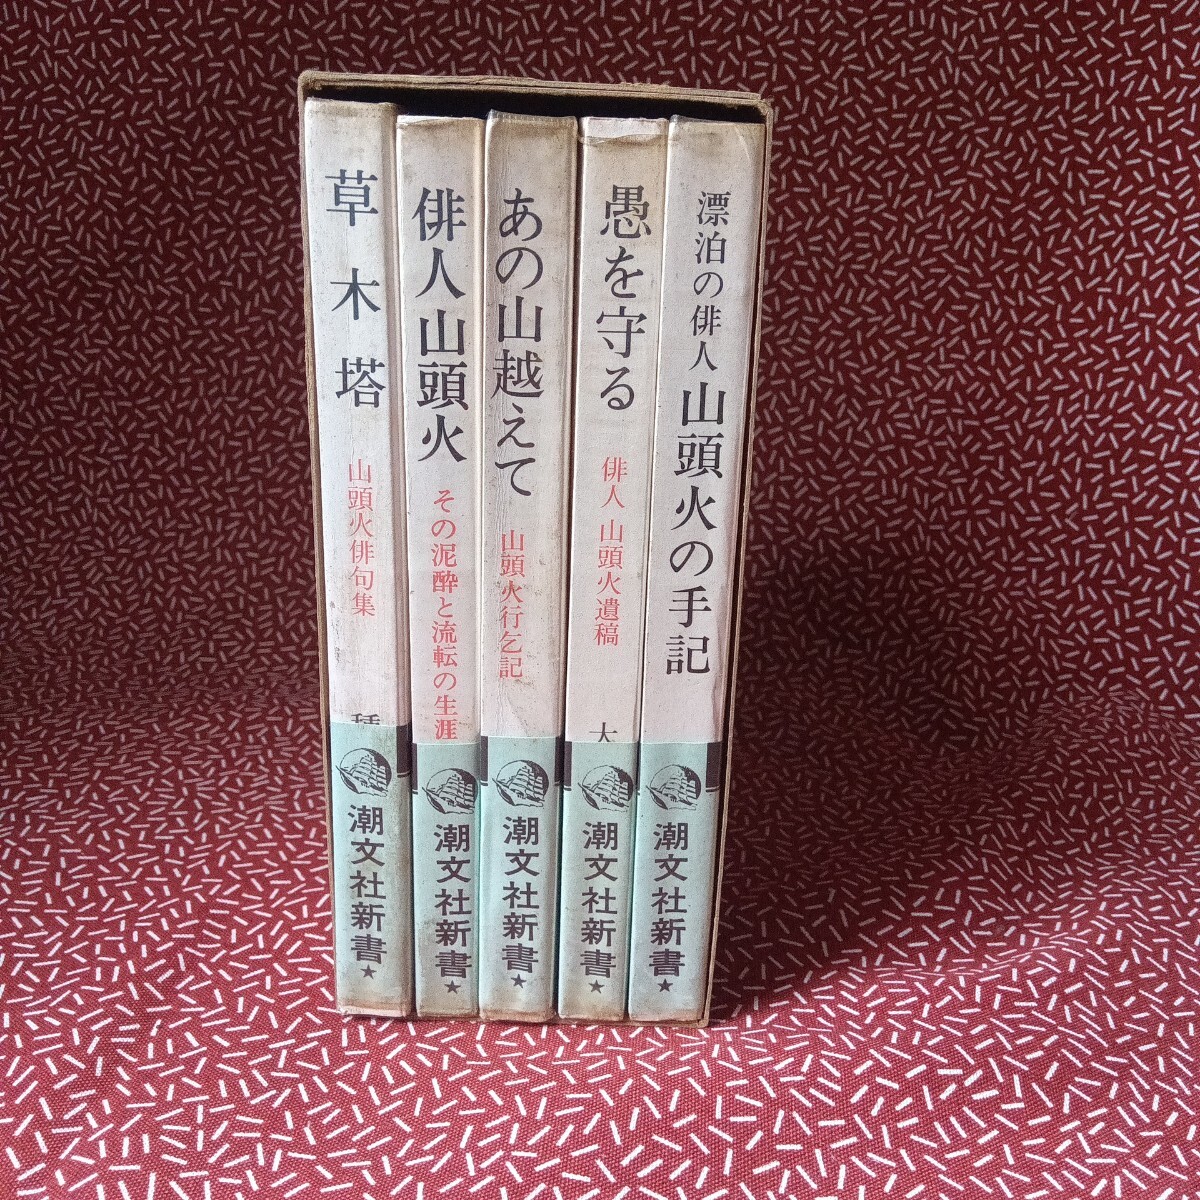 草木塔
山頭火俳句集
種
潮文社新書
俳人山頭火
その泥酔と流転の生涯
潮文社新書
あの山越えて
山頭火行乞記
潮文社新書
愚を守る
俳人 山頭火遺稿
大
潮文社新書
漂泊の俳人
山頭火の手記
潮文社新書